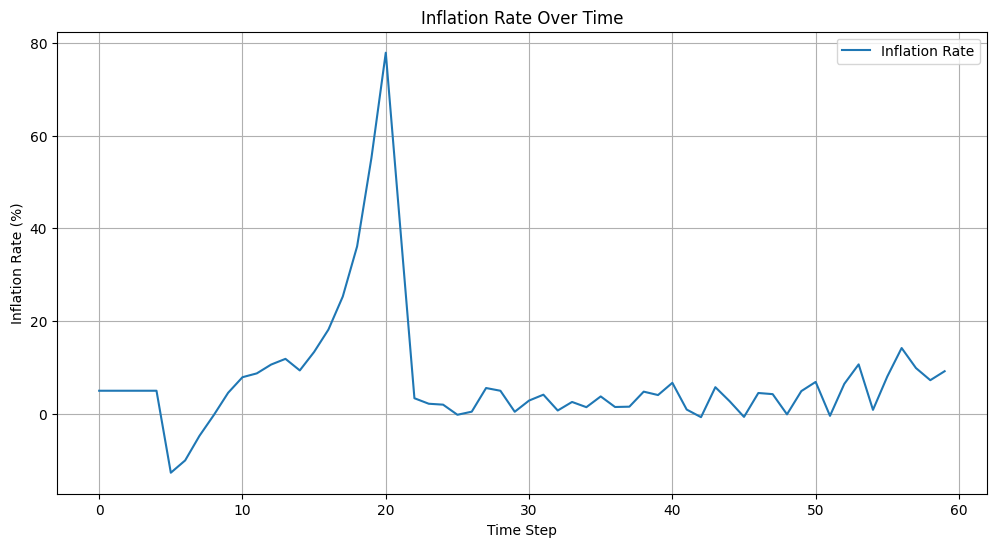 Inflation Rate Over Time
Inflation Rate
Inflation Rate (%)
80
60
40
20
0
0 10 20 30 40 50 60
Time Step